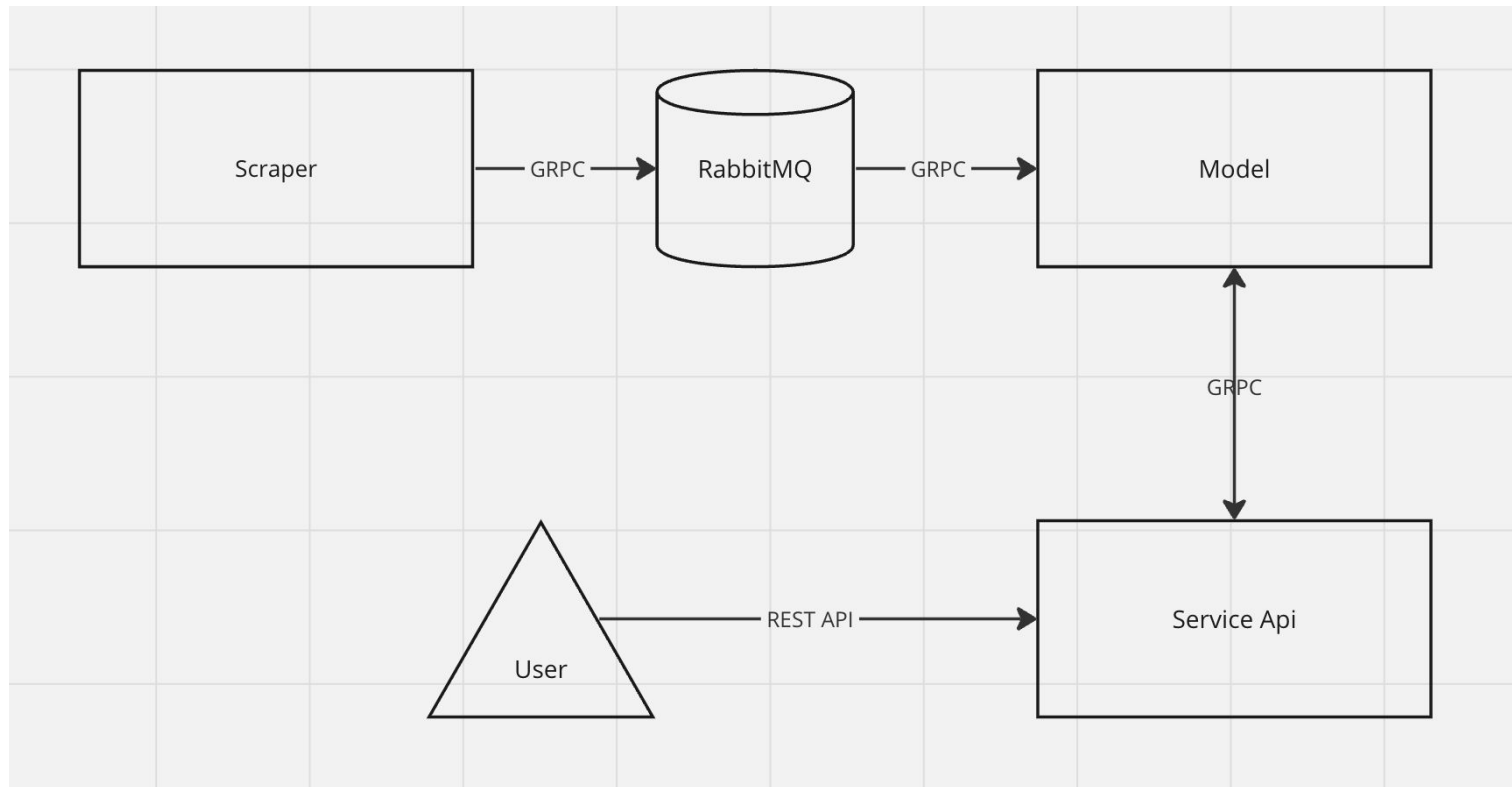 Scraper
GRPC
RabbitMQ
GRPC
Model
GRPC
User
REST API
Service Api